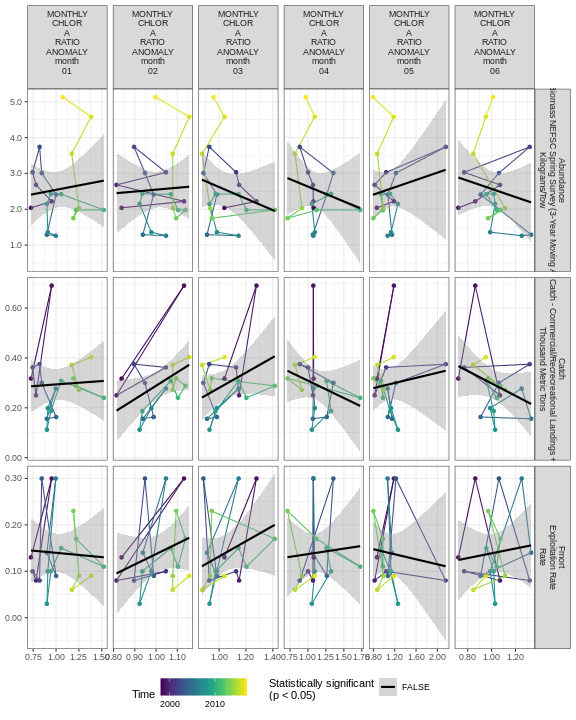 MONTHLY CHLOR A RATIO ANOMALY month 01
MONTHLY CHLOR A RATIO ANOMALY month 02
MONTHLY CHLOR A RATIO ANOMALY month 03
MONTHLY CHLOR A RATIO ANOMALY month 04
MONTHLY CHLOR A RATIO ANOMALY month 05
MONTHLY CHLOR A RATIO ANOMALY month 06
5.0
4.0
3.0
2.0
1.0
Abundance
Biomass NEFSC Spring Survey (3-Year Moving
Kilograms/Tow
0.60
0.40
0.20
0.00
Catch
Catch - Commercial/Recreational Landings +
Thousand Metric Tons
0.30
0.20
0.10
0.00
Fmort
Exploitation Rate
Rate
0.75 1.00 1.25 1.50
0.80 0.90 1.00 1.10
1.00 1.20 1.40
0.75 1.00 1.25 1.50 1.75
0.80 1.20 1.60 2.00
0.80 1.00 1.20
Time
2000 2010
Statistically significant
(p < 0.05)
FALSE